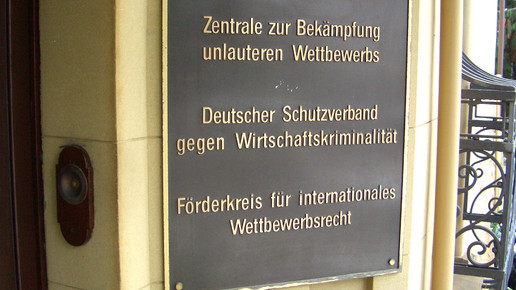 Zentrale zur Bekämpfung
unlauteren Wettbewerbs
Deutscher Schutzverband
gegen Wirtschaftskriminalität
Förderkreis für internationales
Wettbewerbsrecht